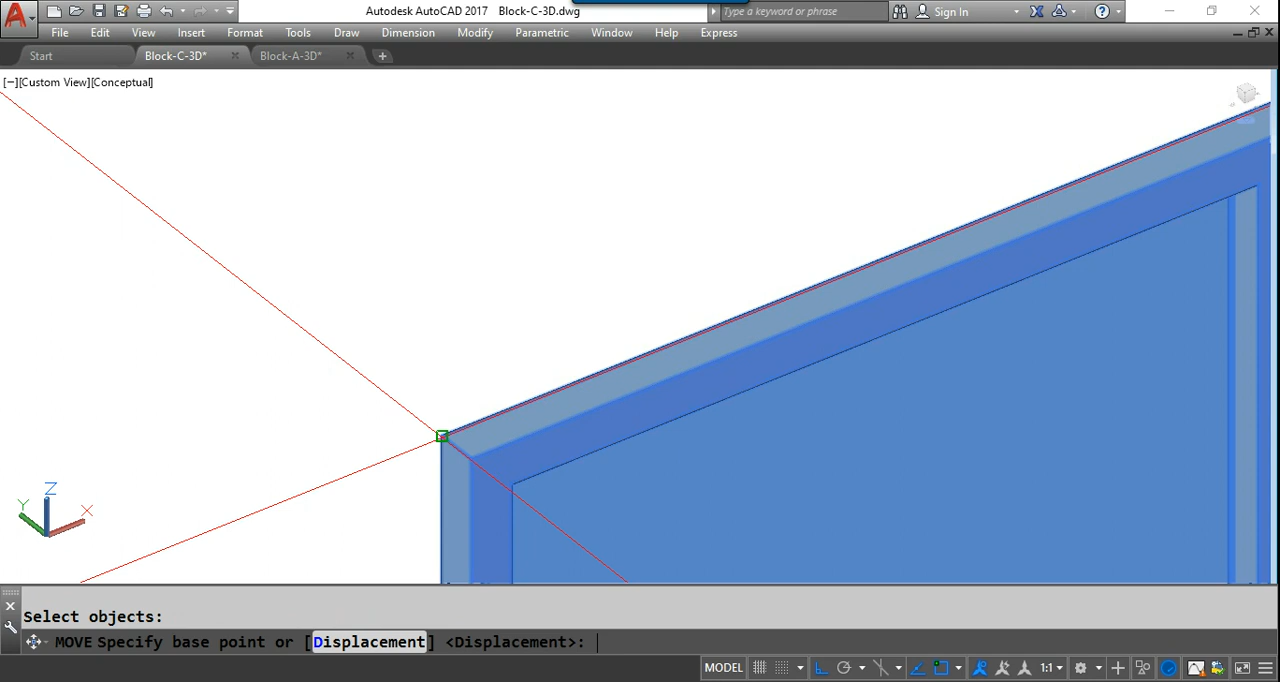 Autodesk AutoCAD 2017 Block-C-3D.dwg
Type a keyword or phrase
Sign In
File Edit View Insert Format Tools Draw Dimension Modify Parametric Window Help Express
Start Block-C-3D* Block-A-3D*
[−][Custom View][Conceptual]
Z
Y X
Select objects:
MOVE Specify base point or [Displacement] <Displacement>:
MODEL 1:1